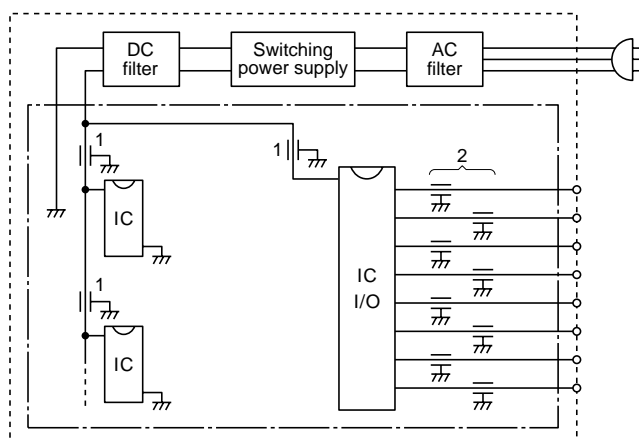 DC
filter
Switching
power supply
AC
filter
1
1
2
IC
IC
I/O
1
IC